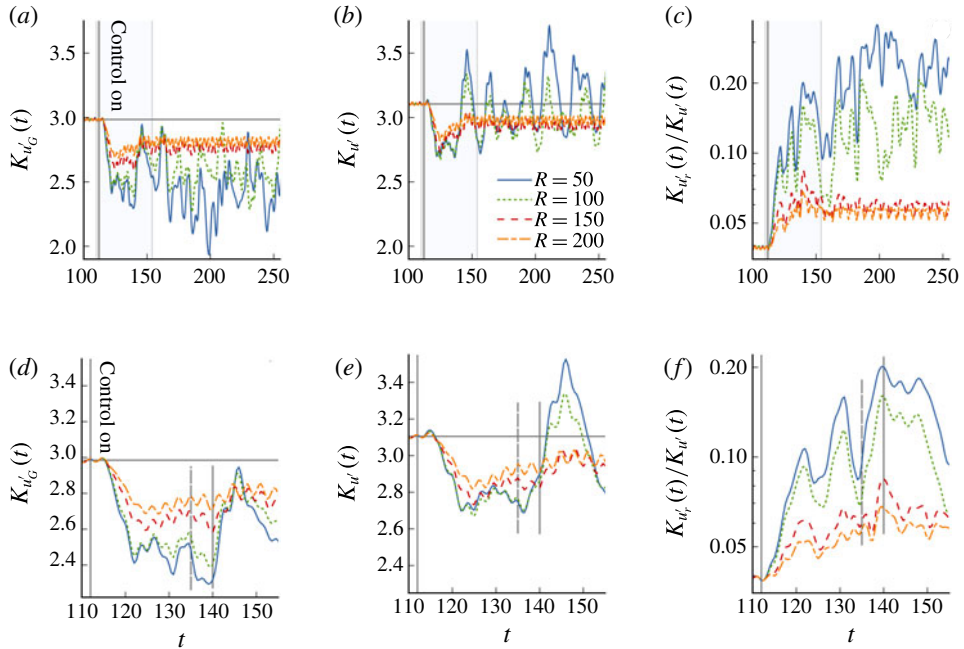 (a)
(b)
(c)
K_{u'_G}(t)
3.5
3.0
2.5
2.0
Control on
100 150 200 250
K_{u'}(t)
3.5
3.0
2.5
2.0
R = 50
R = 100
R = 150
R = 200
100 150 200 250
K_{u'_r}(t)/K_{u'}(t)
0.20
0.10
0.05
100 150 200 250
(d)
(e)
(f)
K_{u'_G}(t)
3.4
3.2
3.0
2.8
2.6
2.4
Control on
110 120 130 140 150
t
K_{u'}(t)
3.4
3.2
3.0
2.8
2.6
2.4
110 120 130 140 150
t
K_{u'_r}(t)/K_{u'}(t)
0.20
0.10
0.05
110 120 130 140 150
t